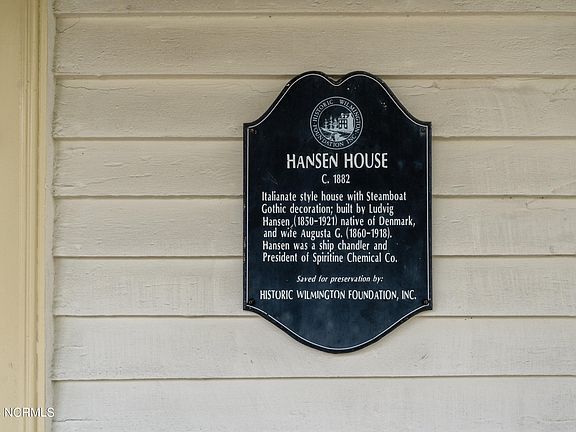 HISTORIC WILMINGTON
FOUNDATION INC.
HANSEN HOUSE
C. 1882
Italianate style house with Steamboat
Gothic decoration; built by Ludvig
Hansen (1850-1921) native of Denmark,
and wife Augusta G. (1860-1918).
Hansen was a ship chandler and
President of Spiritine Chemical Co.
Saved for preservation by:
HISTORIC WILMINGTON FOUNDATION, INC.
NCRMLS